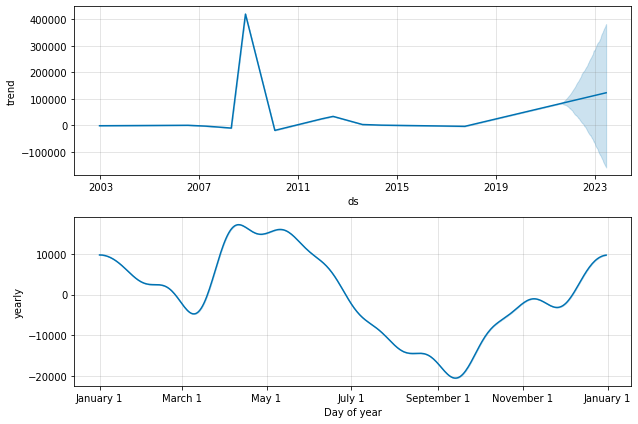 400000
300000
200000
100000
0
−100000
trend
2003 2007 2011 2015 2019 2023
ds
10000
0
−10000
−20000
yearly
January 1 March 1 May 1 July 1 September 1 November 1 January 1
Day of year